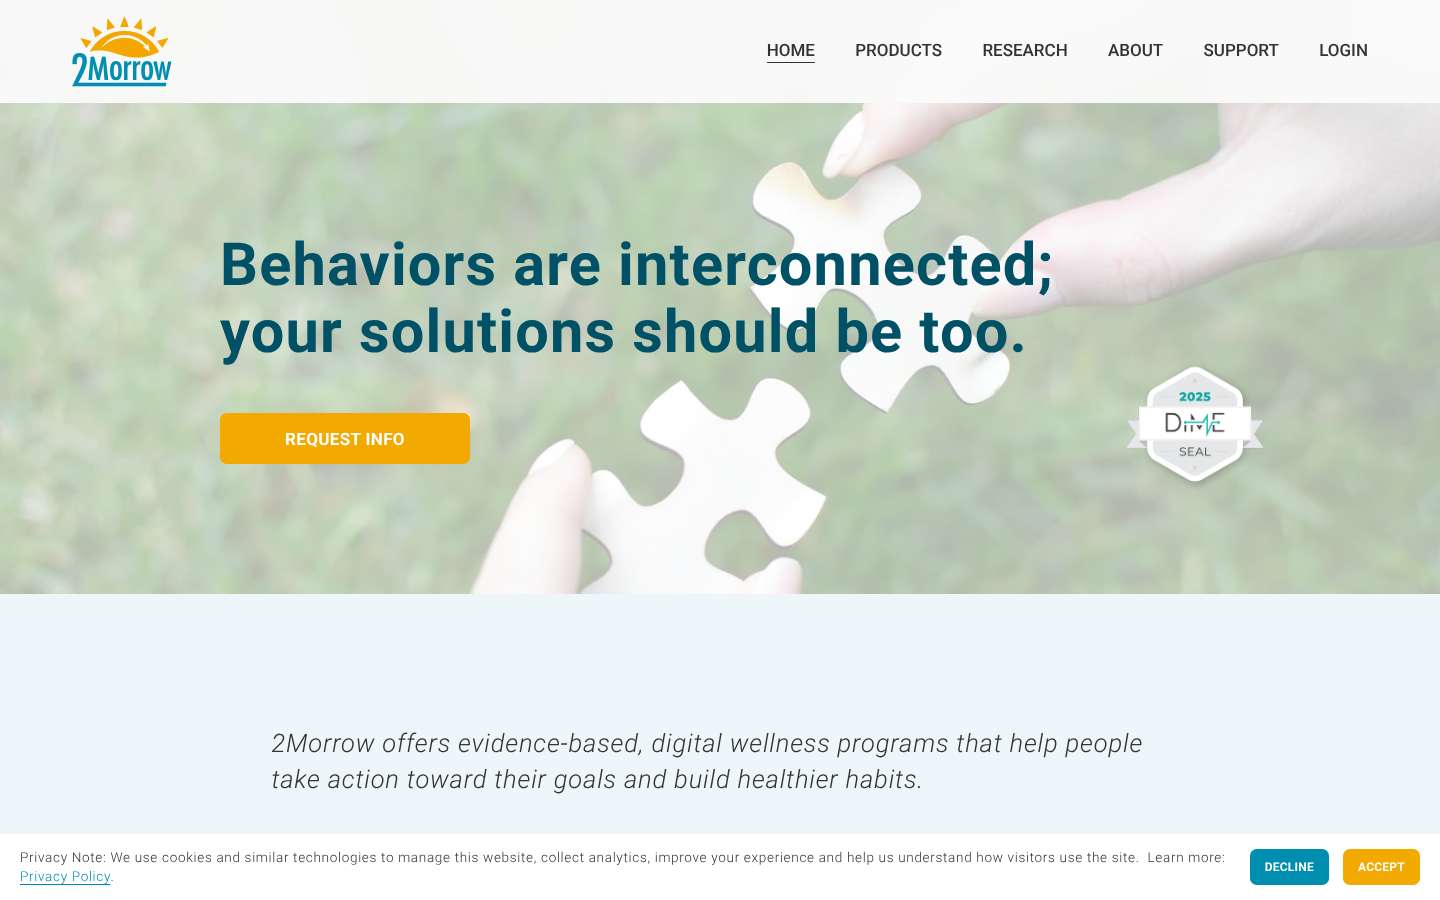 2Morrow
HOME
PRODUCTS
RESEARCH
ABOUT
SUPPORT
LOGIN
Behaviors are interconnected;
your solutions should be too.
REQUEST INFO
2025
DiME
SEAL
2Morrow offers evidence-based, digital wellness programs that help people
take action toward their goals and build healthier habits.
Privacy Note: We use cookies and similar technologies to manage this website, collect analytics, improve your experience and help us understand how visitors use the site.  Learn more:
Privacy Policy.
DECLINE
ACCEPT